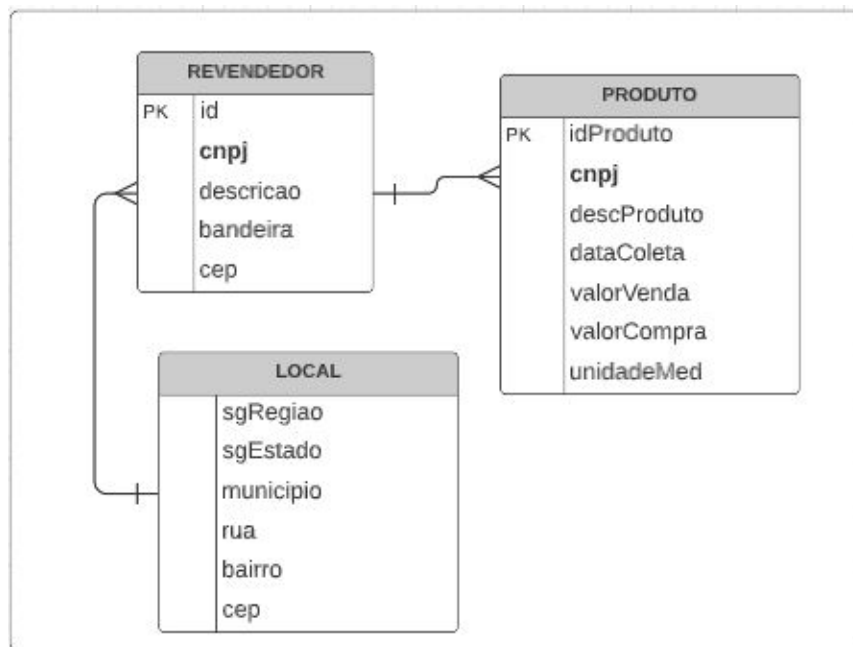 REVENDEDOR
PK id
cnpj
descricao
bandeira
cep
PRODUTO
PK idProduto
cnpj
descProduto
dataColeta
valorVenda
valorCompra
unidadeMed
LOCAL
sgRegiao
sgEstado
municipio
rua
bairro
cep